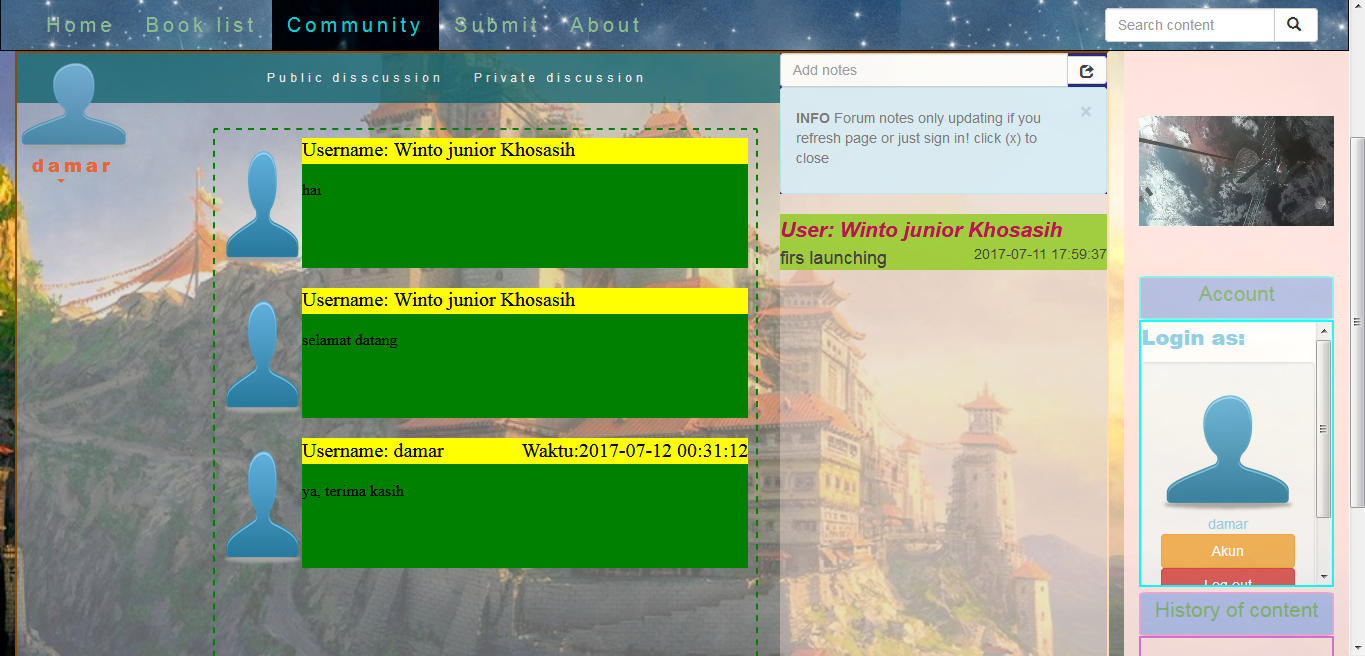 Home Book list Community Submit About
Search content
Public disscussion Private discussion
damar
Username: Winto junior Khosasih
hai
Username: Winto junior Khosasih
selamat datang
Username: damar Waktu:2017-07-12 00:31:12
ya, terima kasih
Add notes
INFO Forum notes only updating if you
refresh page or just sign in! click (x) to
close
×
User: Winto junior Khosasih
firs launching 2017-07-11 17:59:37
Account
Login as:
damar
Akun
Log out
History of content